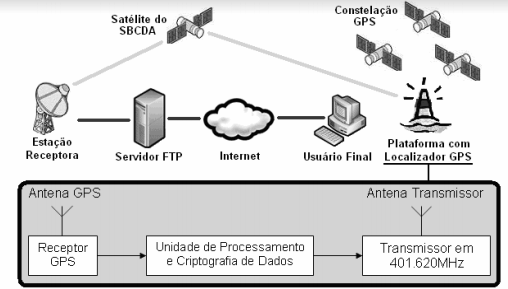 Satélite do
SBCDA
Constelação
GPS
Estação
Receptora
Servidor FTP
Internet
Usuário Final
Plataforma com
Localizador GPS
Antena GPS
Antena Transmissor
Receptor
GPS
Unidade de Processamento
e Criptografia de Dados
Transmissor em
401.620MHz